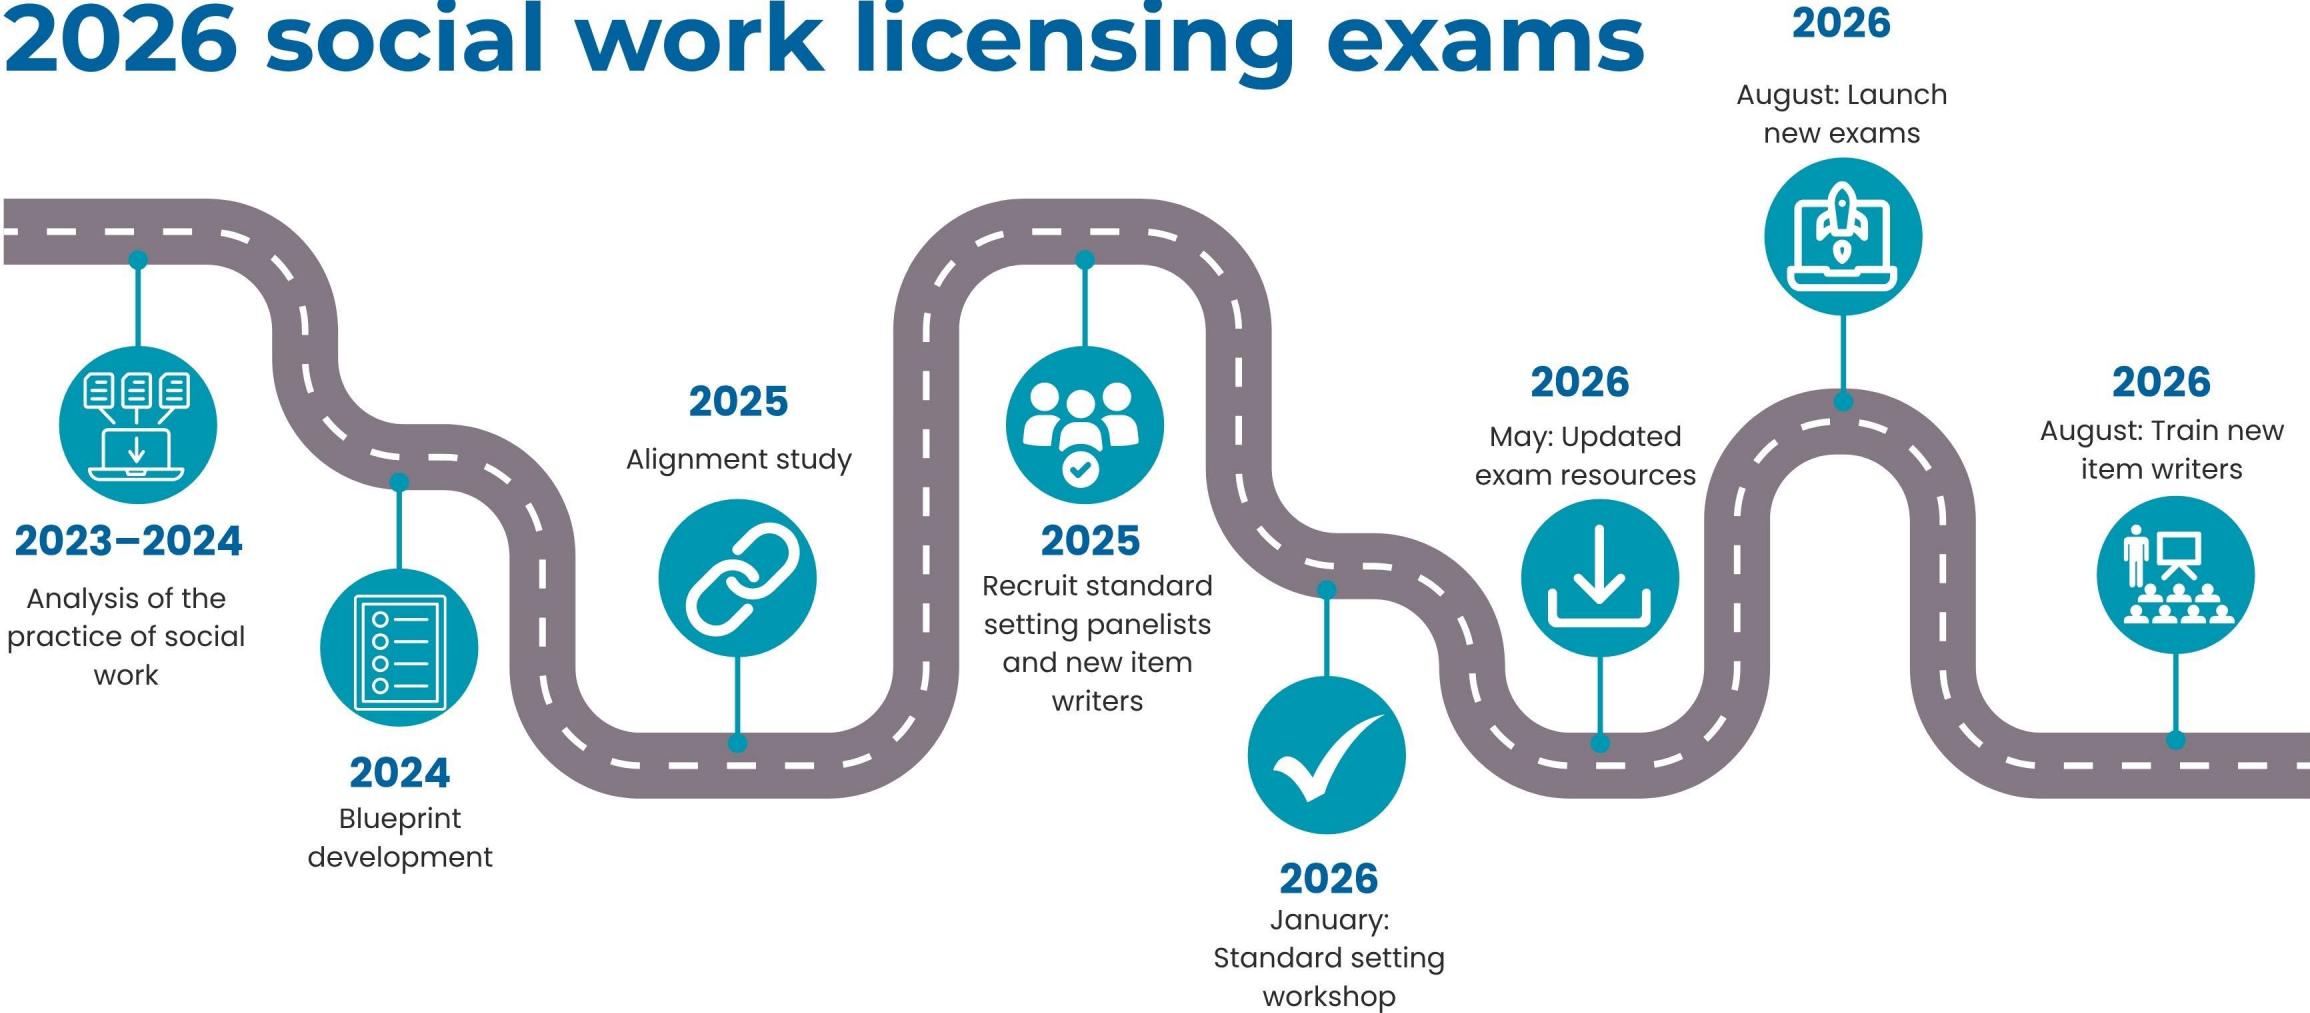 2026 social work licensing exams
2023–2024
Analysis of the
practice of social
work
2024
Blueprint
development
2025
Alignment study
2025
Recruit standard
setting panelists
and new item
writers
2026
January:
Standard setting
workshop
2026
May: Updated
exam resources
2026
August: Launch
new exams
2026
August: Train new
item writers